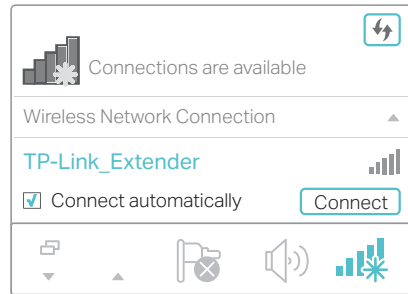 Connections are available
Wireless Network Connection
TP-Link_Extender
Connect automatically
Connect